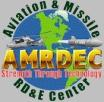 Aviation & Missile
AMRDEC
Strength Through Technology
RD&E Center